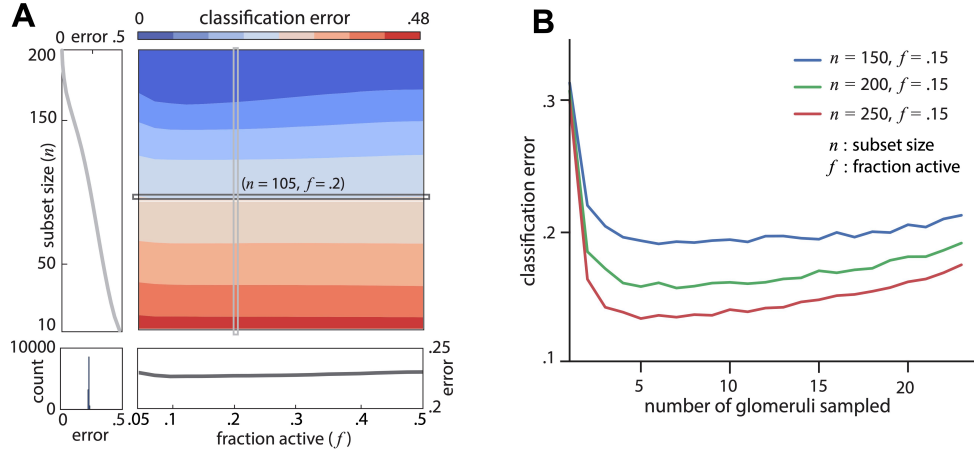 A
0 error .5
0 classification error .48
200
150
50
10
subset size (n)
(n = 105, f = .2)
10000
0
count
0 .5
error
.25
.2
error
.05 .1 .2 .3 .4 .5
fraction active (f)
B
n = 150, f = .15
n = 200, f = .15
n = 250, f = .15
n : subset size
f : fraction active
.3
.2
.1
classification error
5 10 15 20
number of glomeruli sampled